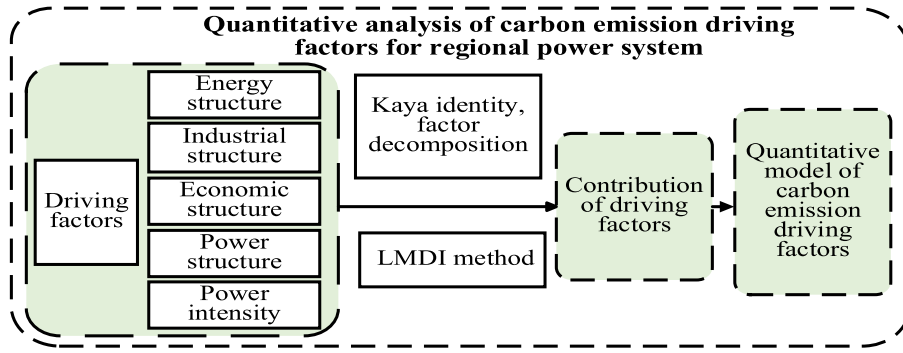 Quantitative analysis of carbon emission driving
factors for regional power system
Driving
factors
Energy
structure
Industrial
structure
Economic
structure
Power
structure
Power
intensity
Kaya identity,
factor
decomposition
LMDI method
Contribution
of driving
factors
Quantitative
model of
carbon
emission
driving
factors